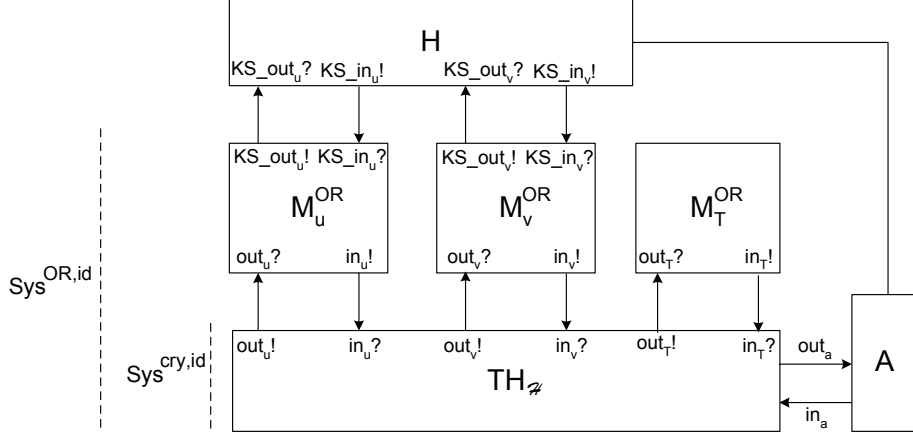 H
KS_out_u? KS_in_u! KS_out_v? KS_in_v!
KS_out_u! KS_in_u? KS_out_v! KS_in_v?
M_u^OR M_v^OR M_T^OR
out_u? in_u! out_v? in_v! out_T? in_T!
Sys^OR,id
out_u! in_u? out_v! in_v? out_T! in_T? out_a
Sys^cry,id TH_ℋ A
in_a